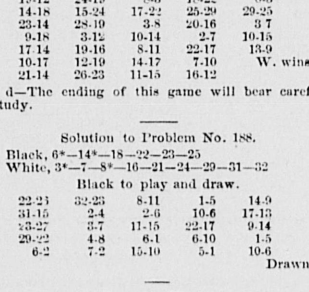 14-18 15-24 17-22 25-29 29-25
23-14 28-19 3-8 20-16 3 7
9-18 3-12 10-14 2-7 10-15
17 14 19-16 8-11 22-17 13-9
10-17 12-19 14-17 7-10 W. wins
21-14 26-23 11-15 16-12
d—The ending of this game will bear caref
tudy.
Solution to Problem No. 188.
Black, 6*—14*—18—22—23—25
White, 3*—7—8*—16—21—24—29—31—32
Black to play and draw.
22-25 32-23 8-11 1-5 14-9
31-15 2-4 2-6 10-6 17-13
23-27 3-7 11-15 22-17 9-14
29-22 4-8 6-1 6-10 1-5
6-2 7-2 15-10 5-1 10-6
Drawn